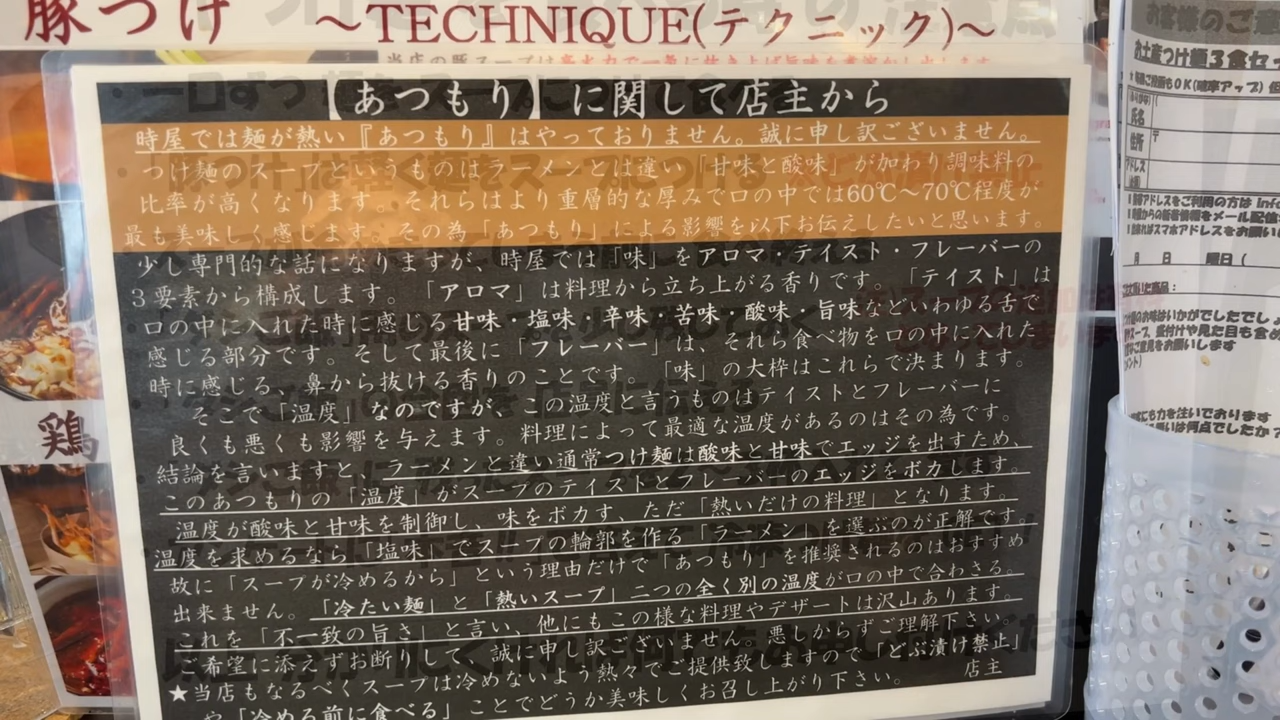 豚つけ ～TECHNIQUE(テクニック)～
【あつもり】に関して店主から
時屋では麺が熱い『あつもり』はやっておりません。誠に申し訳ございません。
つけ麺のスープというものはラーメンとは違い「甘味と酸味」が加わり調味料の
比率が高くなります。それらはより重層的な厚みで口の中では60℃～70℃程度が
最も美味しく感じます。その為「あつもり」による影響を以下お伝えしたいと思います。
少し専門的な話になりますが、時屋では「味」をアロマ・テイスト・フレーバーの
3要素から構成します。「アロマ」は料理から立ち上がる香りです。「テイスト」は
口の中に入れた時に感じる甘味・塩味・辛味・苦味・酸味・旨味などいわゆる舌で
感じる部分です。そして最後に「フレーバー」は、それら食べ物を口の中に入れた
時に感じる、鼻から抜ける香りのことです。「味」の大枠はこれらで決まります。
そこで「温度」なのですが、この温度と言うものはテイストとフレーバーに
良くも悪くも影響を与えます。料理によって最適な温度があるのはその為です。
結論を言いますと、ラーメンと違い通常つけ麺は酸味と甘味でエッジを出すため、
このあつもりの「温度」がスープのテイストとフレーバーのエッジをボカします。
温度が酸味と甘味を制御し、味をボカす、ただ「熱いだけの料理」となります。
温度を求めるなら「塩味」でスープの輪郭を作る「ラーメン」を選ぶのが正解です。
故に「スープが冷めるから」という理由だけで「あつもり」を推奨されるのはおすすめ
出来ません。「冷たい麺」と「熱いスープ」二つの全く別の温度が口の中で合わさる。
これを「不一致の旨さ」と言い、他にもこの様な料理やデザートは沢山あります。
ご希望に添えずお断りして、誠に申し訳ございません。悪しからずご理解下さい。
★当店もなるべくスープは冷めないよう熱々でご提供致しますので「どぶ漬け禁止」
や「冷める前に食べる」ことでどうか美味しくお召し上がり下さい。
店主
鶏
お土産つけ麺3食セッ
氏名
住所
〒
月 日 曜日（